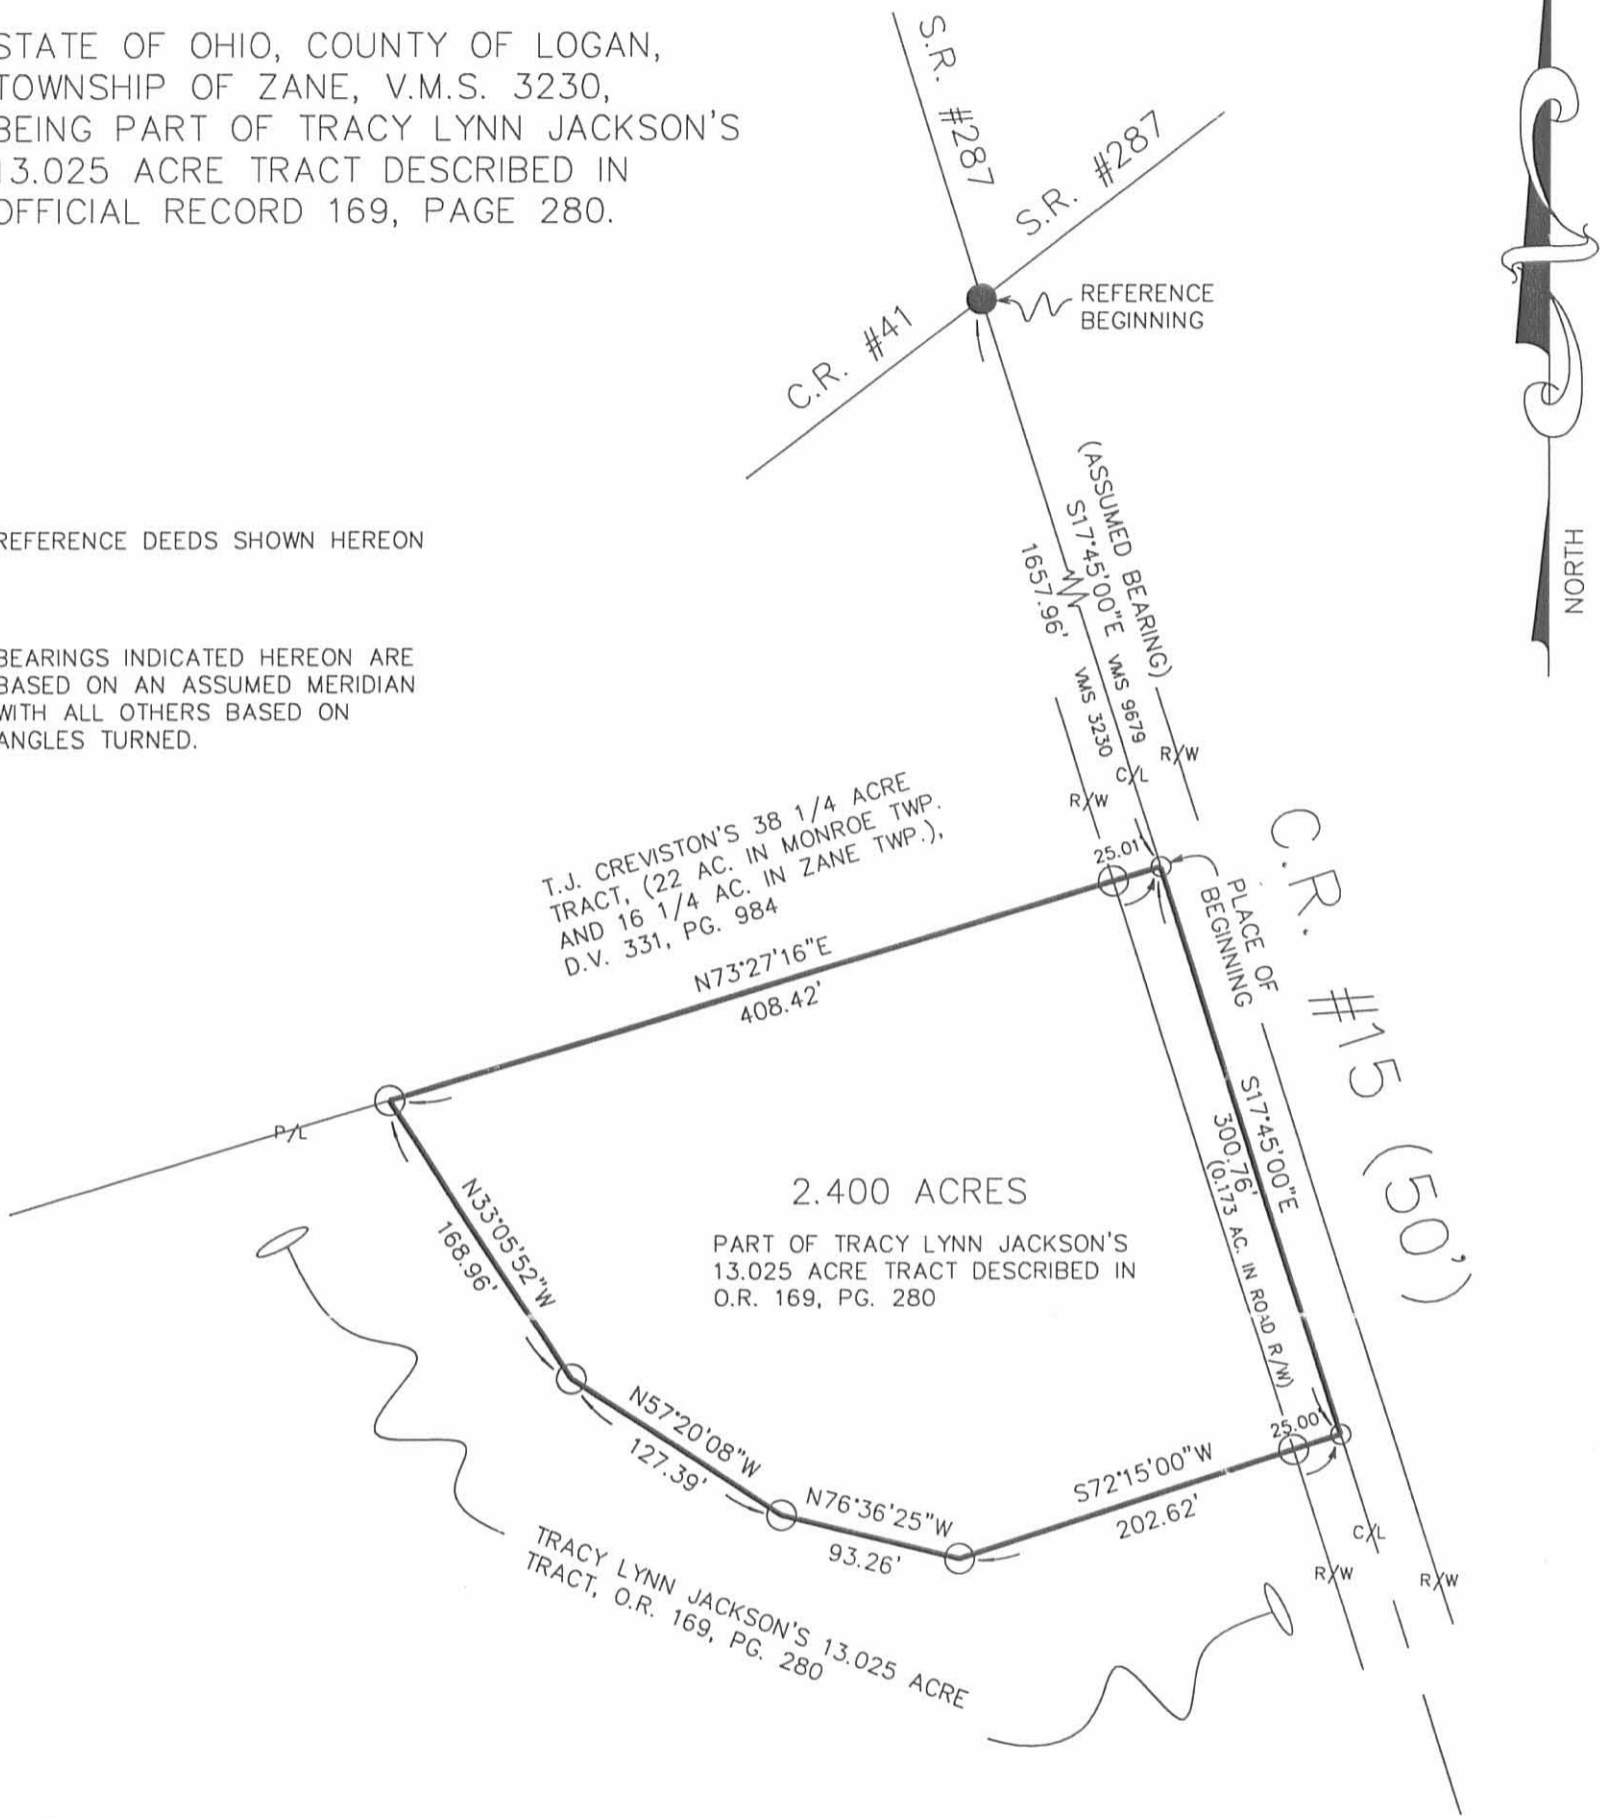 STATE OF OHIO, COUNTY OF LOGAN,
TOWNSHIP OF ZANE, V.M.S. 3230,
BEING PART OF TRACY LYNN JACKSON'S
13.025 ACRE TRACT DESCRIBED IN
OFFICIAL RECORD 169, PAGE 280.
S.R. #287
S.R. #287
C.R. #41
REFERENCE
BEGINNING
NORTH
REFERENCE DEEDS SHOWN HEREON
BEARINGS INDICATED HEREON ARE
BASED ON AN ASSUMED MERIDIAN
WITH ALL OTHERS BASED ON
ANGLES TURNED.
(ASSUMED BEARING)
S17°45'00"E
1657.96'
VMS 9679
VMS 3230
R/W
C/L
R/W
25.01'
PLACE OF
BEGINNING
C.R. #15 (50')
T.J. CREVISTON'S 38 1/4 ACRE
TRACT, (22 AC. IN MONROE TWP.
AND 16 1/4 AC. IN ZANE TWP.),
D.V. 331, PG. 984
N73°27'16"E
408.42'
P/L
S17°45'00"E
300.76'
(0.173 AC. IN ROAD R/W)
2.400 ACRES
PART OF TRACY LYNN JACKSON'S
13.025 ACRE TRACT DESCRIBED IN
O.R. 169, PG. 280
N33°05'52"W
168.96'
N57°20'08"W
127.39'
N76°36'25"W
93.26'
S72°15'00"W
202.62'
25.00'
C/L
R/W
R/W
TRACY LYNN JACKSON'S 13.025 ACRE
TRACT, O.R. 169, PG. 280